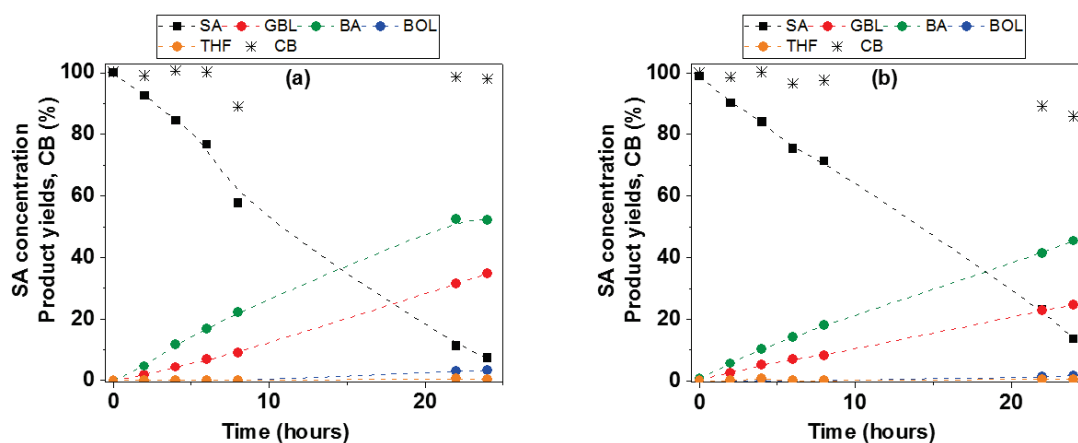 SA GBL BA BOL
THF CB
(a)
100
80
60
40
20
0
SA concentration
Product yields, CB (%)
0 10 20
Time (hours)
SA GBL BA BOL
THF CB
(b)
100
80
60
40
20
0
SA concentration
Product yields, CB (%)
0 10 20
Time (hours)